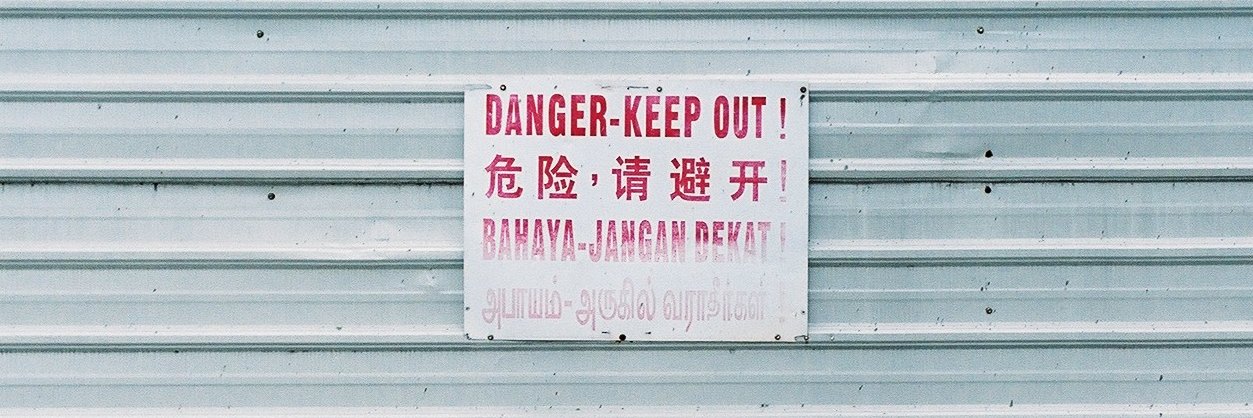 DANGER-KEEP OUT !
危险，请避开!
BAHAYA-JANGAN DEKAT !
அபாயம்- அருகில் வராதீர்கள் !